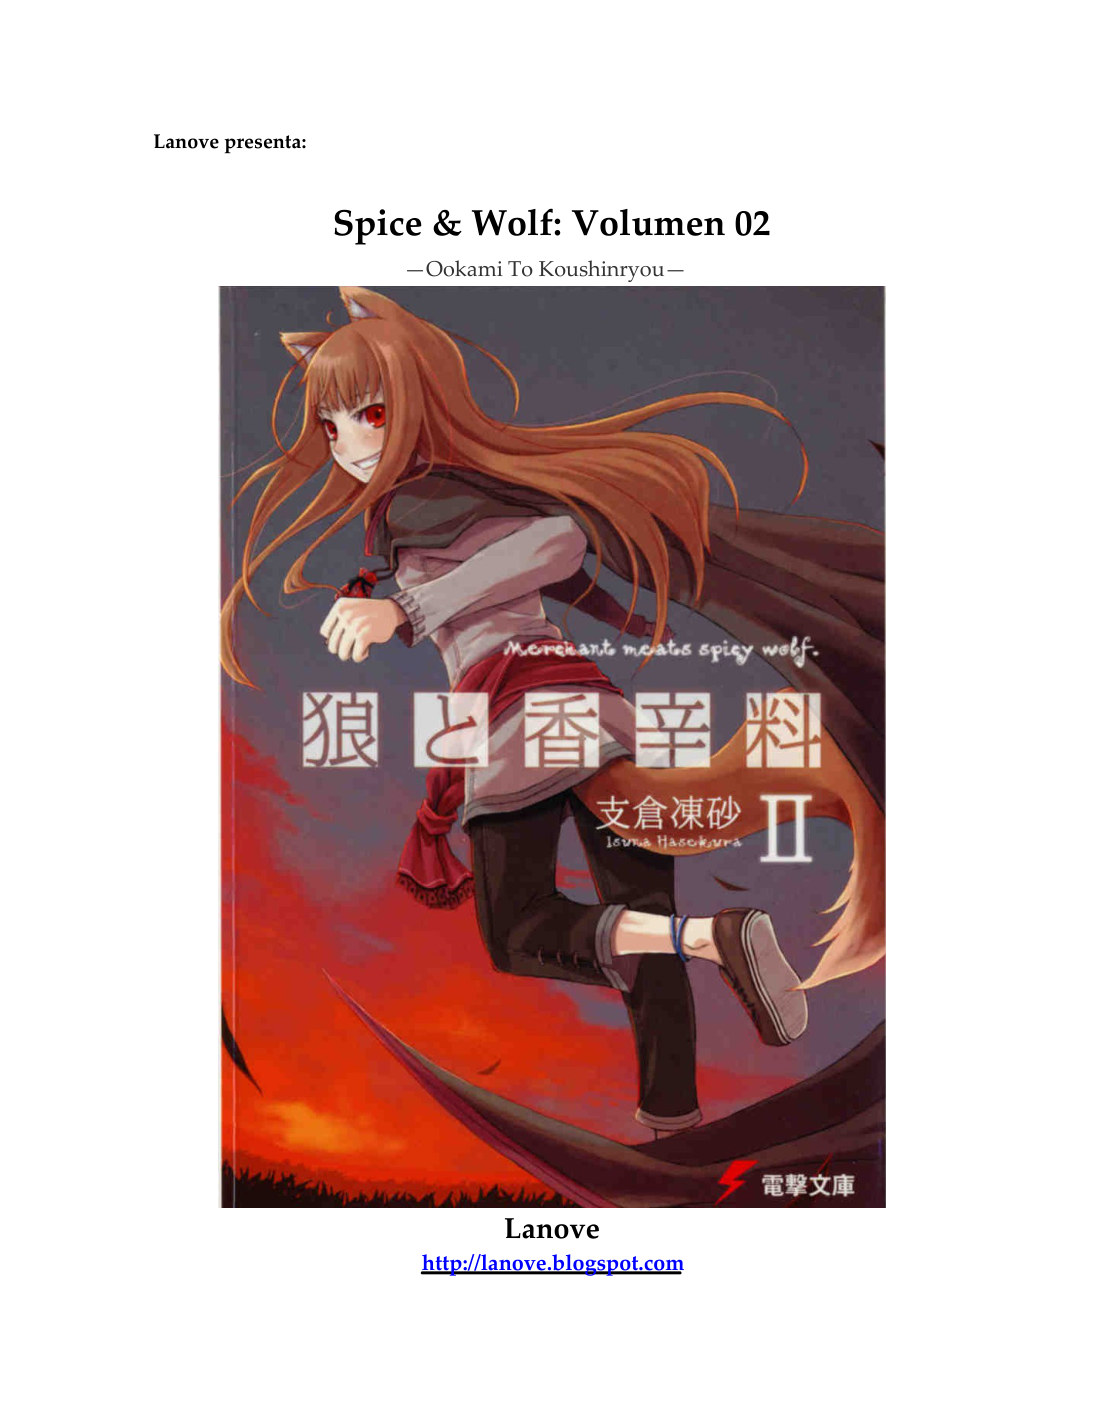 Lanove presenta:
Spice & Wolf: Volumen 02
—Ookami To Koushinryou—
Merchant meats spicy wolf.
狼と香辛料
支倉凍砂
Isuna Hasekura
II
電撃文庫
Lanove
http://lanove.blogspot.com